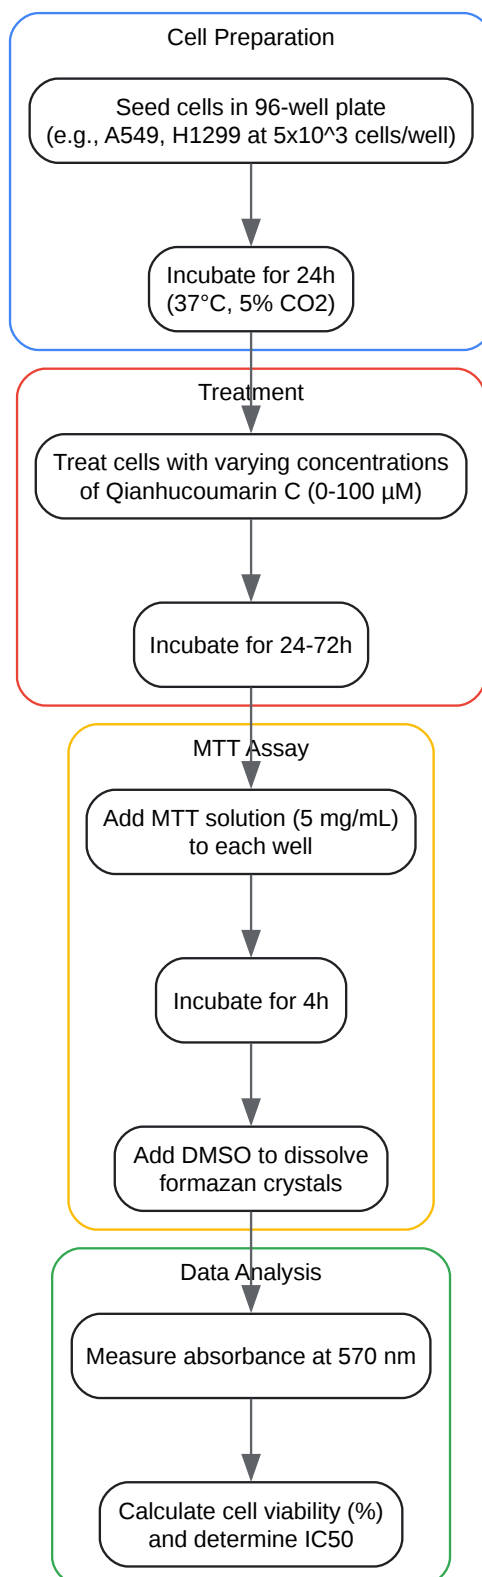 Cell Preparation
Seed cells in 96-well plate
(e.g., A549, H1299 at 5x10^3 cells/well)
Incubate for 24h
(37°C, 5% CO2)
Treatment
Treat cells with varying concentrations
of Qianhucoumarin C (0-100 µM)
Incubate for 24-72h
MTT Assay
Add MTT solution (5 mg/mL)
to each well
Incubate for 4h
Add DMSO to dissolve
formazan crystals
Data Analysis
Measure absorbance at 570 nm
Calculate cell viability (%)
and determine IC50